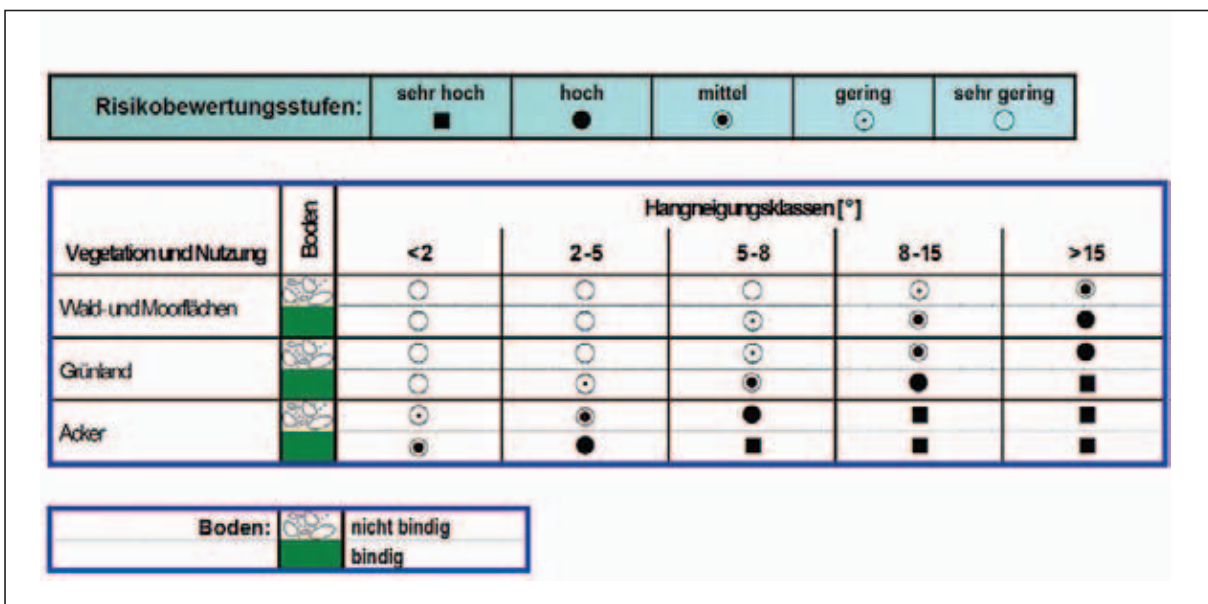 Risikobewertungsstufen: sehr hoch hoch mittel gering sehr gering
Vegetation und Nutzung Boden Hangneigungsklassen [°]
<2 2-5 5-8 8-15 >15
Wald- und Moorflächen
Grünland
Acker
Boden: nicht bindig
bindig